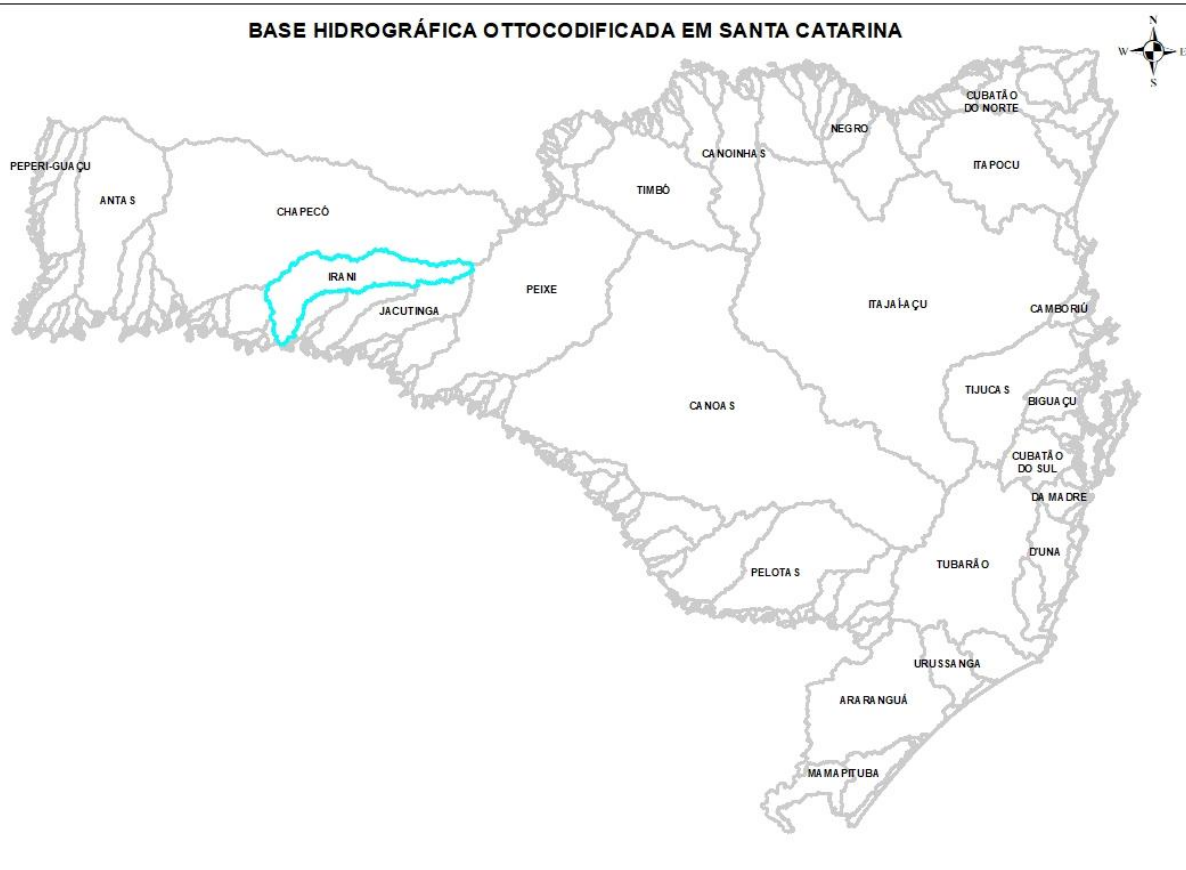 BASE HIDROGRÁFICA OTTOCODIFICADA EM SANTA CATARINA
N
W
E
S
CUBATÃO
DO NORTE
NEGRO
CANOINHAS
ITAPOCU
PEPERI-GUAÇU
TIMBÓ
ANTAS
CHAPECÓ
IRANI
PEIXE
ITAJAÍ-AÇU
JACUTINGA
CAMBORIÚ
TIJUCAS
BIGUAÇU
CANOAS
CUBATÃO
DO SUL
DA MADRE
D'UNA
TUBARÃO
PELOTAS
URUSSANGA
ARARANGUÁ
MAMAPITUBA